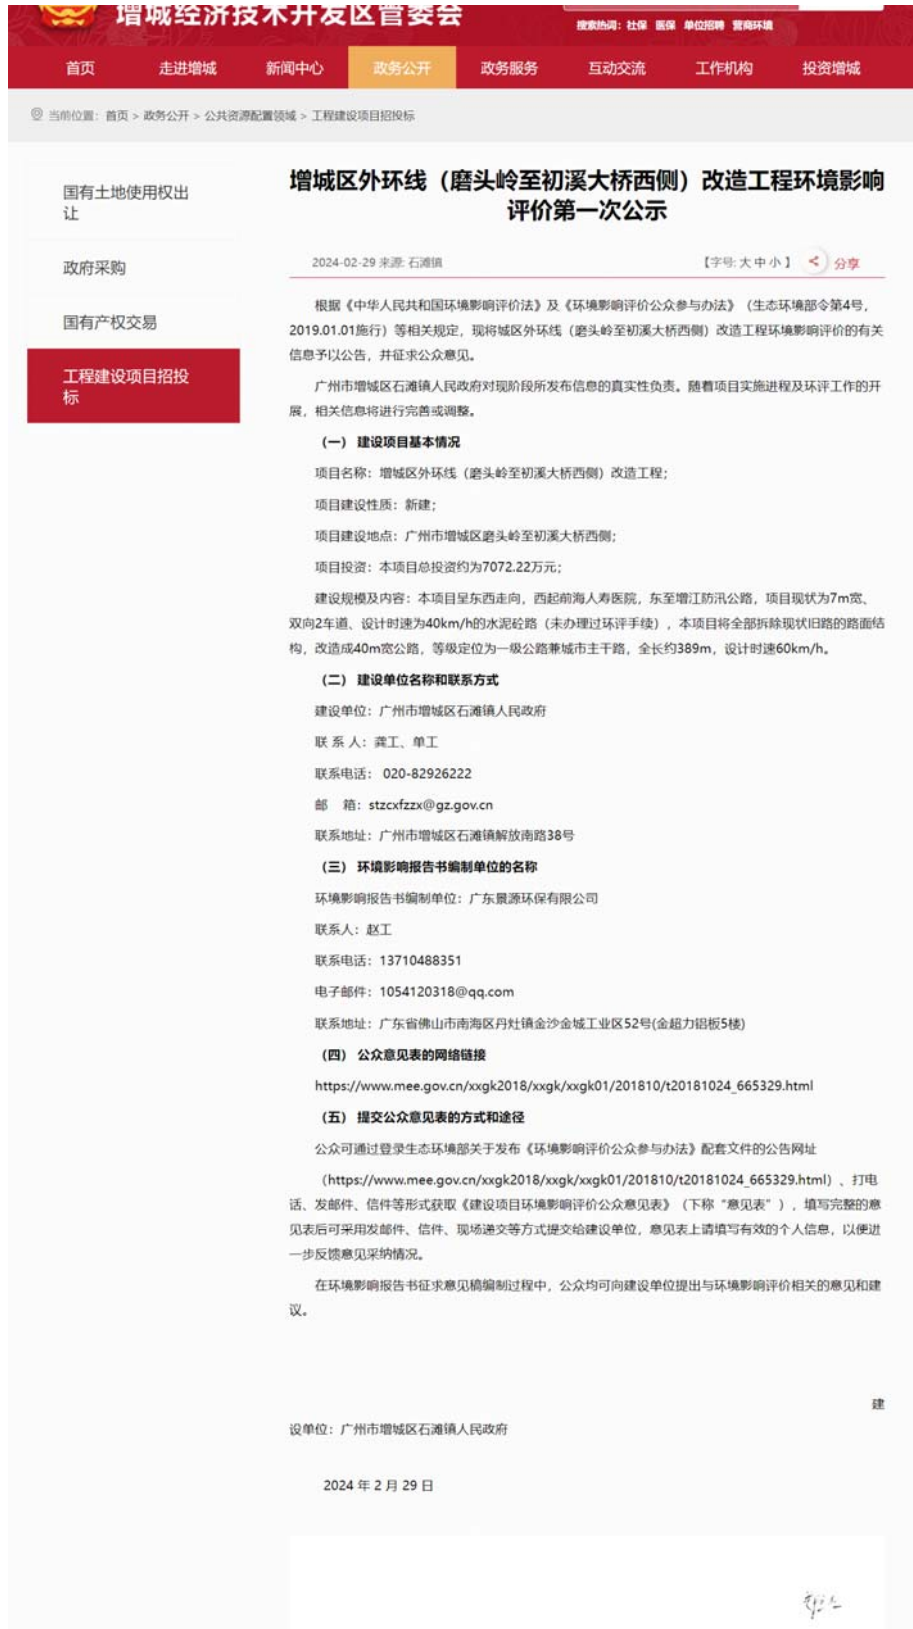 增城经济技术开发区管委会
搜索热词：社保 医保 单位招聘 营商环境
首页 走进增城 新闻中心 政务公开 政务服务 互动交流 工作机构 投资增城
当前位置：首页 > 政务公开 > 公共资源配置领域 > 工程建设项目招投标
国有土地使用权出
让
政府采购
国有产权交易
工程建设项目招投
标
增城区外环线（磨头岭至初溪大桥西侧）改造工程环境影响
评价第一次公示
2024-02-29 来源: 石滩镇 【字号: 大 中 小】 分享
根据《中华人民共和国环境影响评价法》及《环境影响评价公众参与办法》（生态环境部令第4号，
2019.01.01施行）等相关规定，现将城区外环线（磨头岭至初溪大桥西侧）改造工程环境影响评价的有关
信息予以公告，并征求公众意见。
广州市增城区石滩镇人民政府对现阶段所发布信息的真实性负责。随着项目实施进程及环评工作的开
展，相关信息将进行完善或调整。
（一） 建设项目基本情况
项目名称：增城区外环线（磨头岭至初溪大桥西侧）改造工程；
项目建设性质：新建；
项目建设地点：广州市增城区磨头岭至初溪大桥西侧；
项目投资：本项目总投资约为7072.22万元；
建设规模及内容：本项目呈东西走向，西起前海人寿医院，东至增江防汛公路，项目现状为7m宽、
双向2车道、设计时速为40km/h的水泥砼路（未办理过环评手续），本项目将全部拆除现状旧路的路面结
构，改造成40m宽公路，等级定位为一级公路兼城市主干路，全长约389m，设计时速60km/h。
（二） 建设单位名称和联系方式
建设单位：广州市增城区石滩镇人民政府
联 系 人：龚工、单工
联系电话： 020-82926222
邮 箱：stzcxfzzx@gz.gov.cn
联系地址：广州市增城区石滩镇解放南路38号
（三） 环境影响报告书编制单位的名称
环境影响报告书编制单位：广东景源环保有限公司
联系人：赵工
联系电话：13710488351
电子邮件：1054120318@qq.com
联系地址：广东省佛山市南海区丹灶镇金沙金城工业区52号(金超力铝板5楼)
（四） 公众意见表的网络链接
https://www.mee.gov.cn/xxgk2018/xxgk/xxgk01/201810/t20181024_665329.html
（五） 提交公众意见表的方式和途径
公众可通过登录生态环境部关于发布《环境影响评价公众参与办法》配套文件的公告网址
（https://www.mee.gov.cn/xxgk2018/xxgk/xxgk01/201810/t20181024_665329.html）、打电
话、发邮件、信件等形式获取《建设项目环境影响评价公众意见表》（下称“意见表”），填写完整的意
见表后可采用发邮件、信件、现场递交等方式提交给建设单位，意见表上请填写有效的个人信息，以便进
一步反馈意见采纳情况。
在环境影响报告书征求意见稿编制过程中，公众均可向建设单位提出与环境影响评价相关的意见和建
议。
建
设单位：广州市增城区石滩镇人民政府
2024 年 2 月 29 日